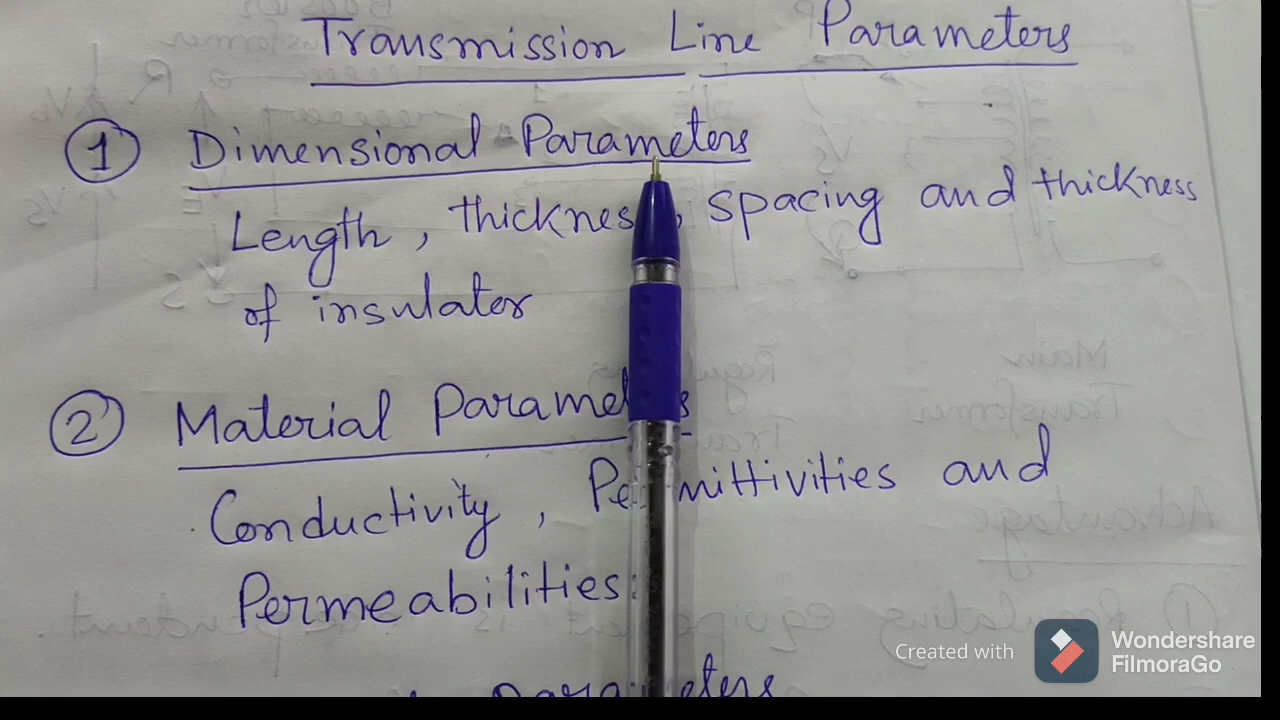 Transmission Line Parameters
① Dimensional Parameters
Length, thickness, spacing and thickness
of insulator
② Material Parameters
Conductivity, Permittivities and
Permeabilities.
parameters
Created with
Wondershare
FilmoraGo